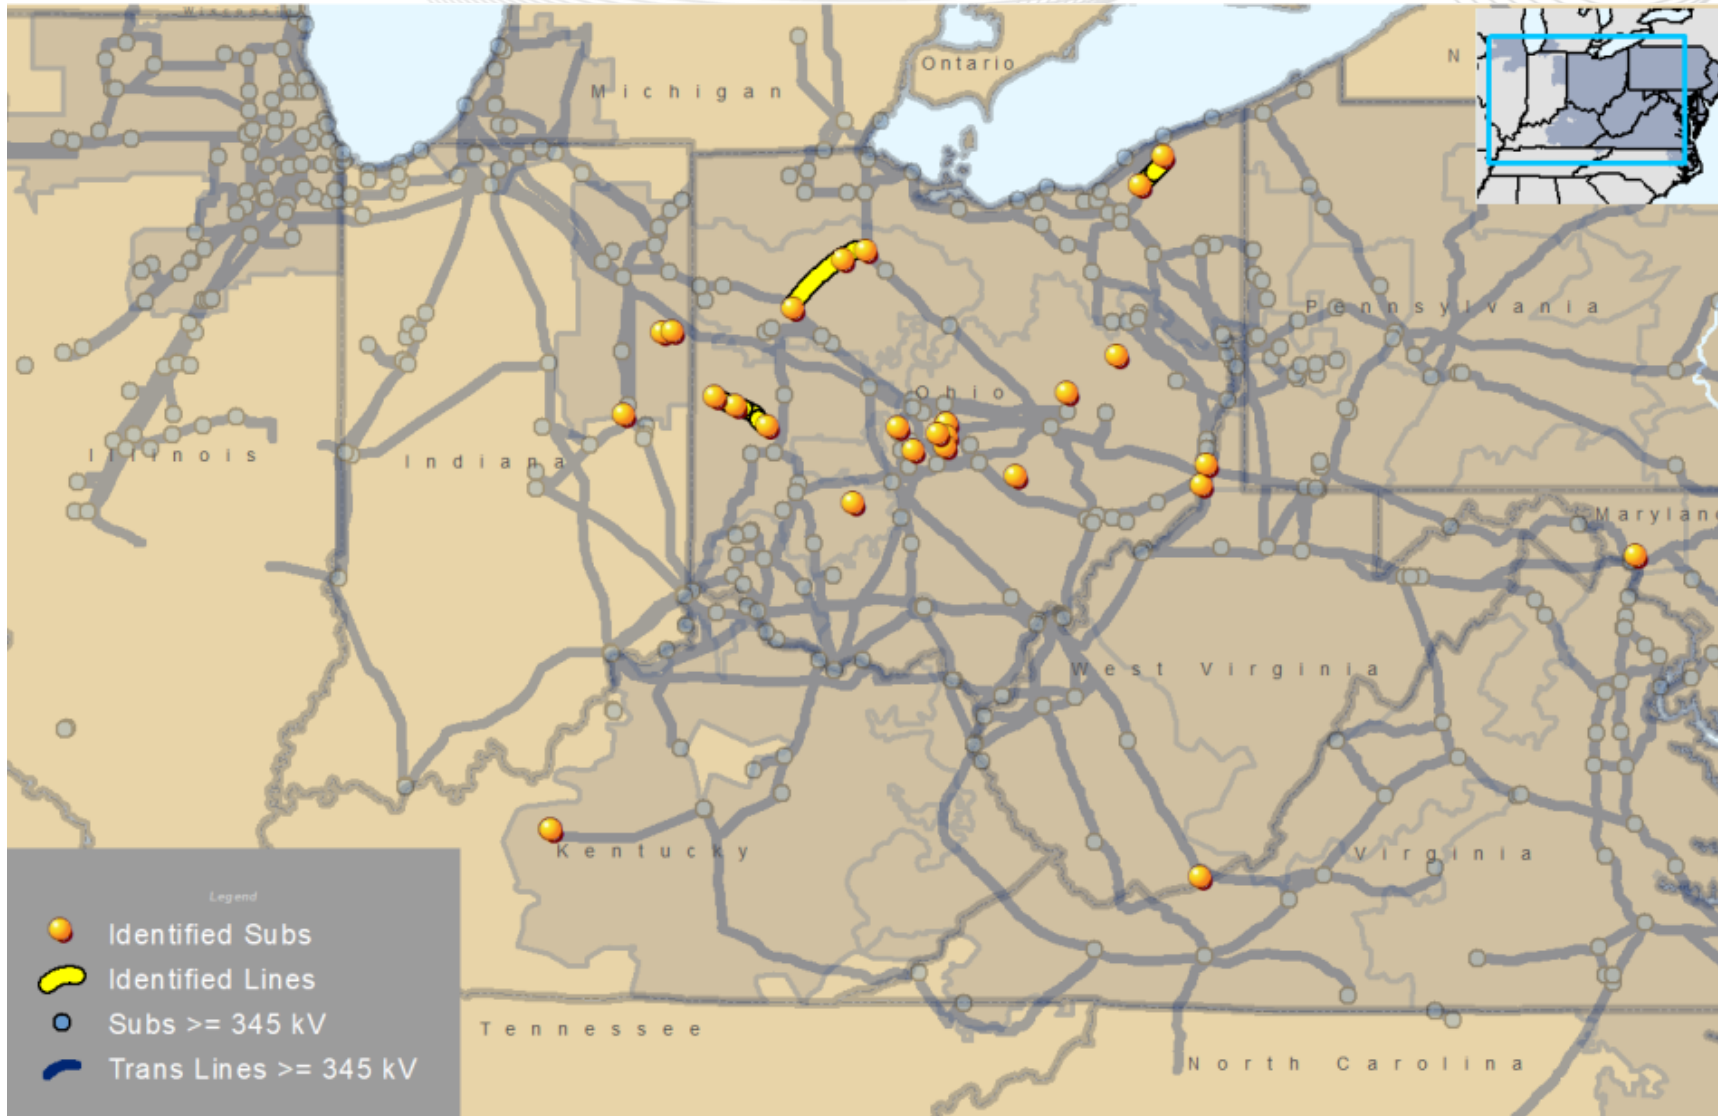 Wisconsin
Ontario
N
Michigan
Pennsylvania
Ohio
Illinois
Indiana
Maryland
West Virginia
Kentucky
Virginia
Legend
Identified Subs
Identified Lines
Subs >= 345 kV
Trans Lines >= 345 kV
Tennessee
North Carolina